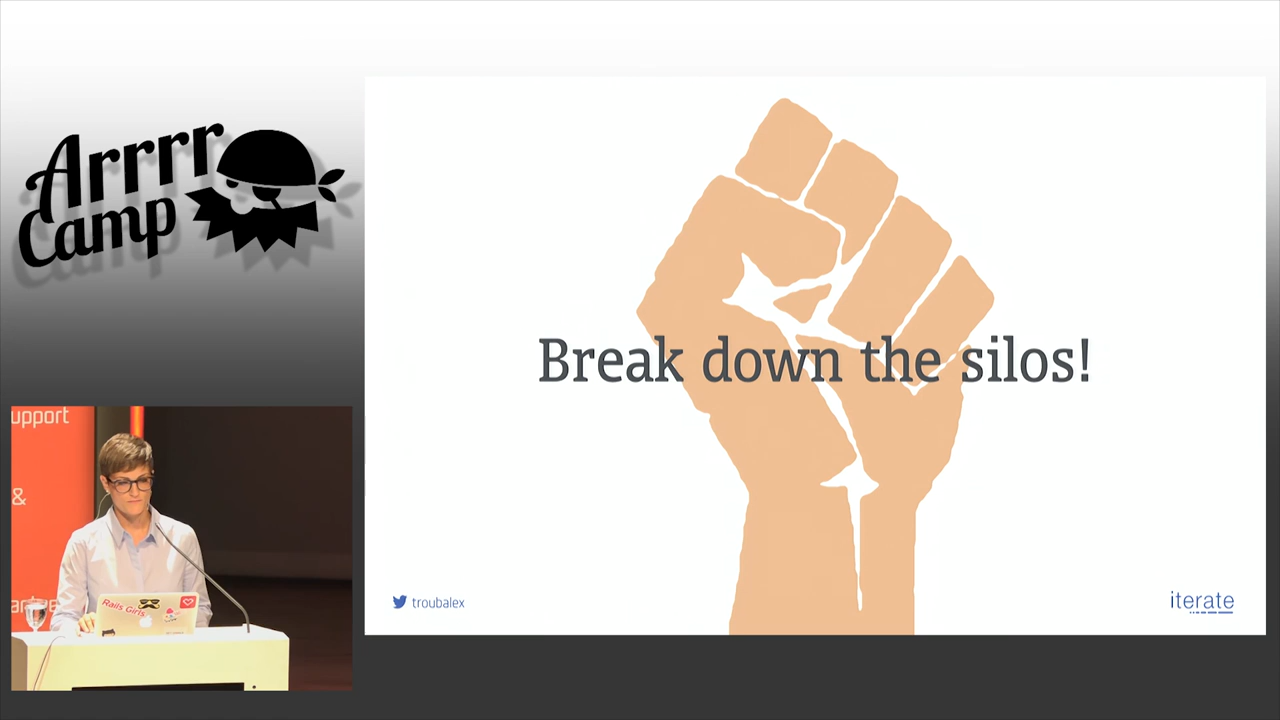 Arrrr
Camp
Break down the silos!
troubalex
iterate
upport
&
Rails Girls